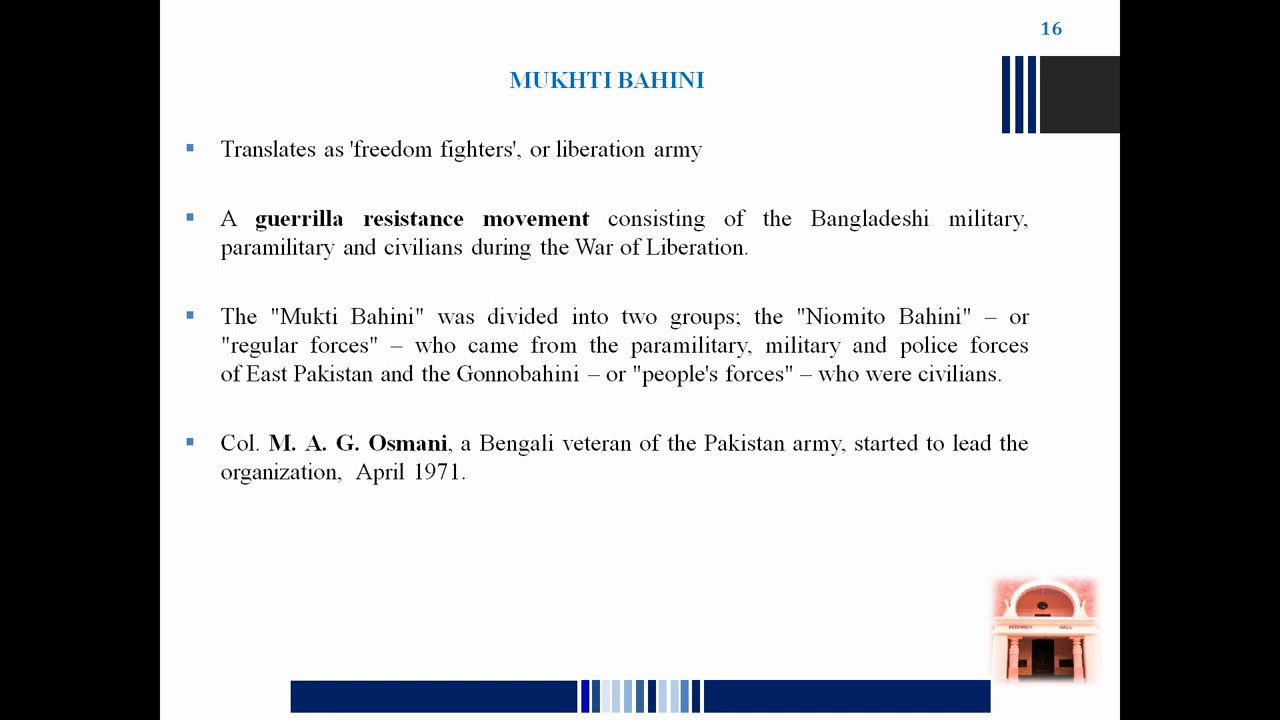 16
MUKHTI BAHINI
Translates as 'freedom fighters', or liberation army
A guerrilla resistance movement consisting of the Bangladeshi military,
paramilitary and civilians during the War of Liberation.
The "Mukti Bahini" was divided into two groups; the "Niomito Bahini" – or
"regular forces" – who came from the paramilitary, military and police forces
of East Pakistan and the Gonnobahini – or "people's forces" – who were civilians.
Col. M. A. G. Osmani, a Bengali veteran of the Pakistan army, started to lead the
organization, April 1971.
ASSEMBLY HALL